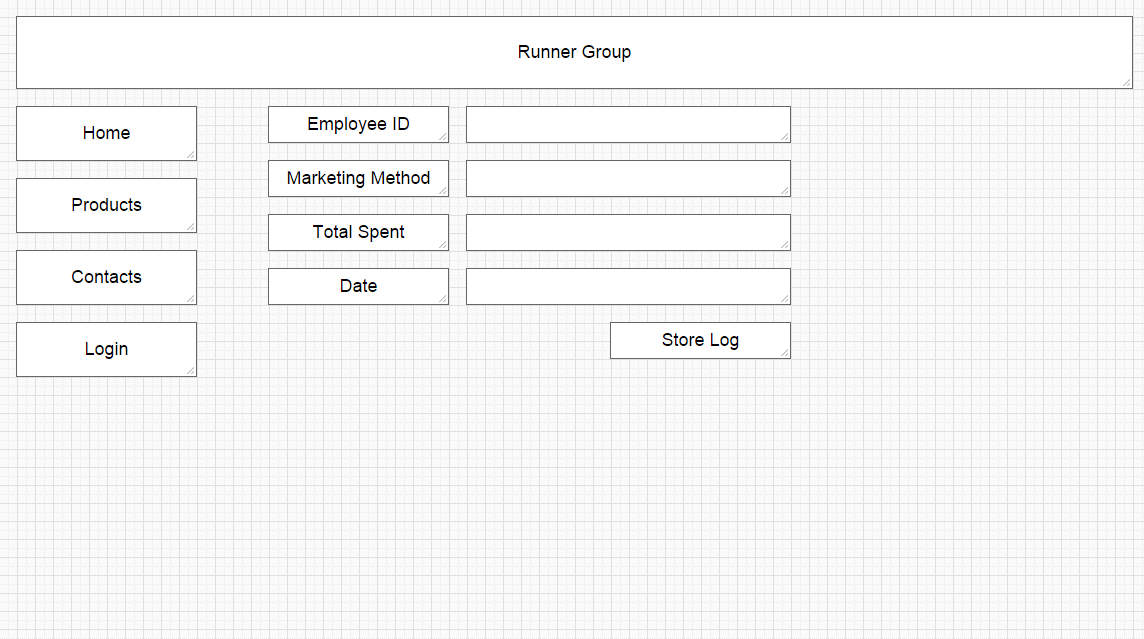 Runner Group
Home
Products
Contacts
Login
Employee ID
Marketing Method
Total Spent
Date
Store Log